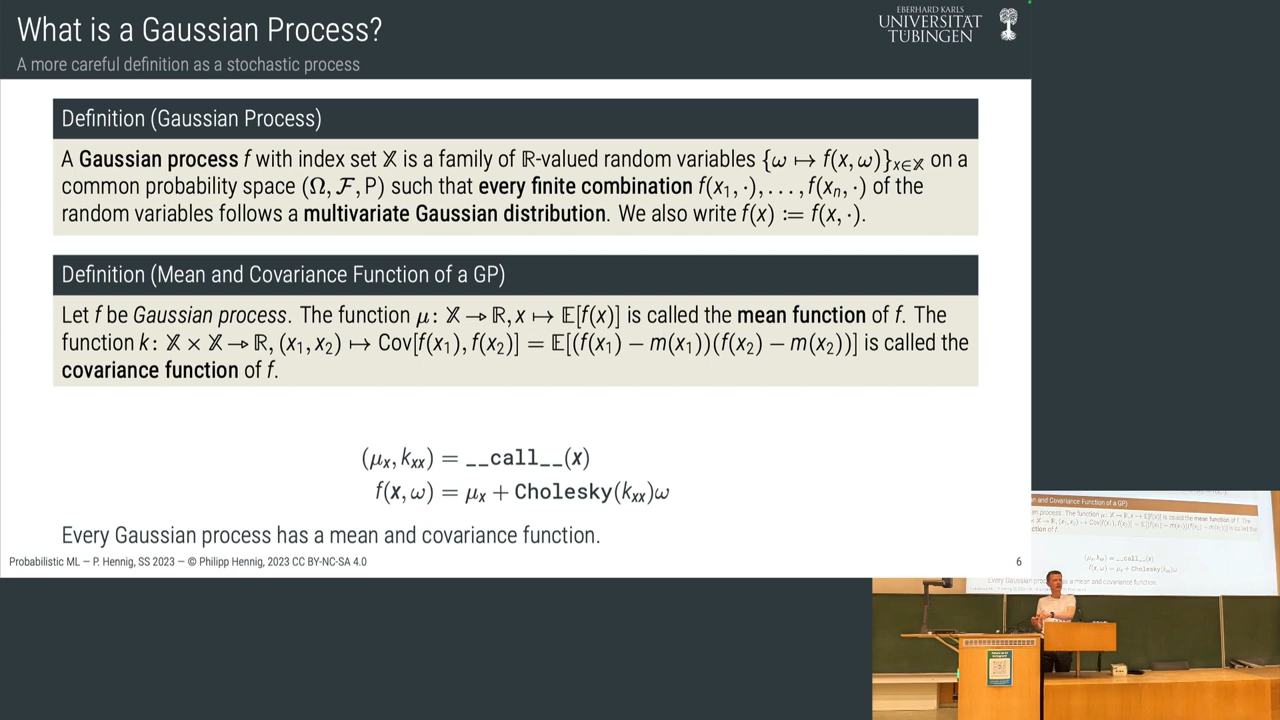 What is a Gaussian Process?
A more careful definition as a stochastic process
EBERHARD KARLS
UNIVERSITÄT
TÜBINGEN
Definition (Gaussian Process)
A Gaussian process f with index set 𝕏 is a family of ℝ-valued random variables {ω ↦ f(x, ω)}ₓ∈𝕏 on a
common probability space (Ω, ℱ, P) such that every finite combination f(x₁, ·), . . . , f(xₙ, ·) of the
random variables follows a multivariate Gaussian distribution. We also write f(x) := f(x, ·).
Definition (Mean and Covariance Function of a GP)
Let f be Gaussian process. The function μ: 𝕏 → ℝ, x ↦ 𝔼[f(x)] is called the mean function of f. The
function k: 𝕏 × 𝕏 → ℝ, (x₁, x₂) ↦ Cov[f(x₁), f(x₂)] = 𝔼[(f(x₁) − m(x₁))(f(x₂) − m(x₂))] is called the
covariance function of f.
(μₓ, kₓₓ) = __call__(x)
f(x, ω) = μₓ + Cholesky(kₓₓ)ω
Every Gaussian process has a mean and covariance function.
Probabilistic ML — P. Hennig, SS 2023 — © Philipp Hennig, 2023 CC BY-NC-SA 4.0
6